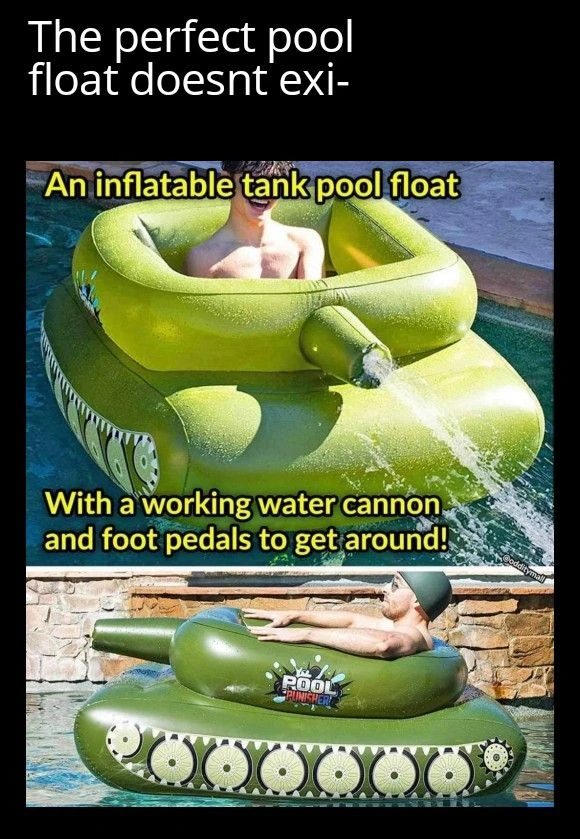 The perfect pool
float doesnt exi-
An inflatable tank pool float
With a working water cannon
and foot pedals to get around!
@odditymall
POOL
PUNISHER